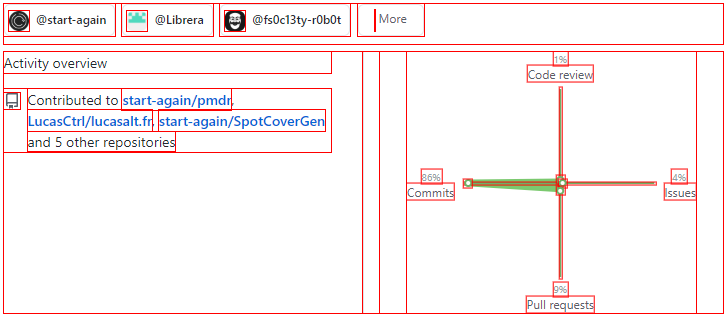 @start-again @Librera @fs0c13ty-r0b0t More
Activity overview
Contributed to start-again/pmdr,
LucasCtrl/lucasalt.fr, start-again/SpotCoverGen
and 5 other repositories
1%
Code review
86%
Commits
4%
Issues
9%
Pull requests